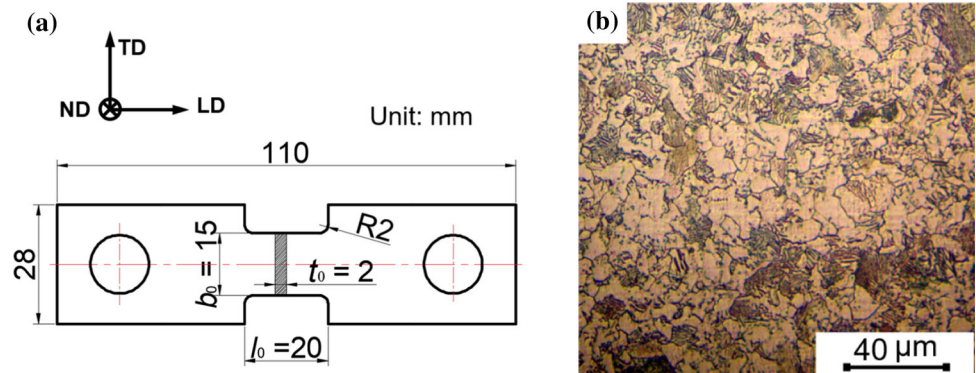 (a)
TD
ND
LD
Unit: mm
110
28
b₀ = 15
R2
t₀ = 2
l₀ =20
(b)
40 µm